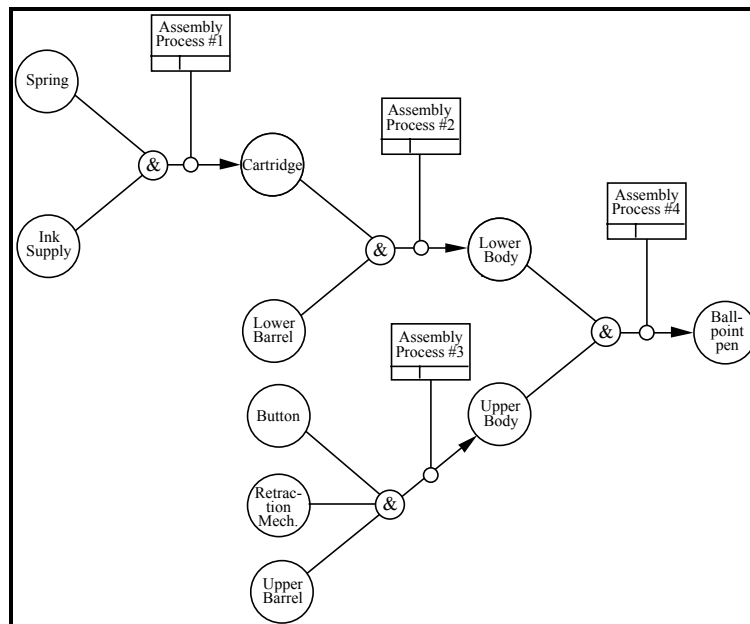 Assembly
Process #1
Spring
Assembly
Process #2
&
Cartridge
Assembly
Process #4
Ink
Supply
&
Lower
Body
Lower
Barrel
Assembly
Process #3
&
Ball-
point
pen
Button
Upper
Body
Retrac-
tion
Mech.
&
Upper
Barrel